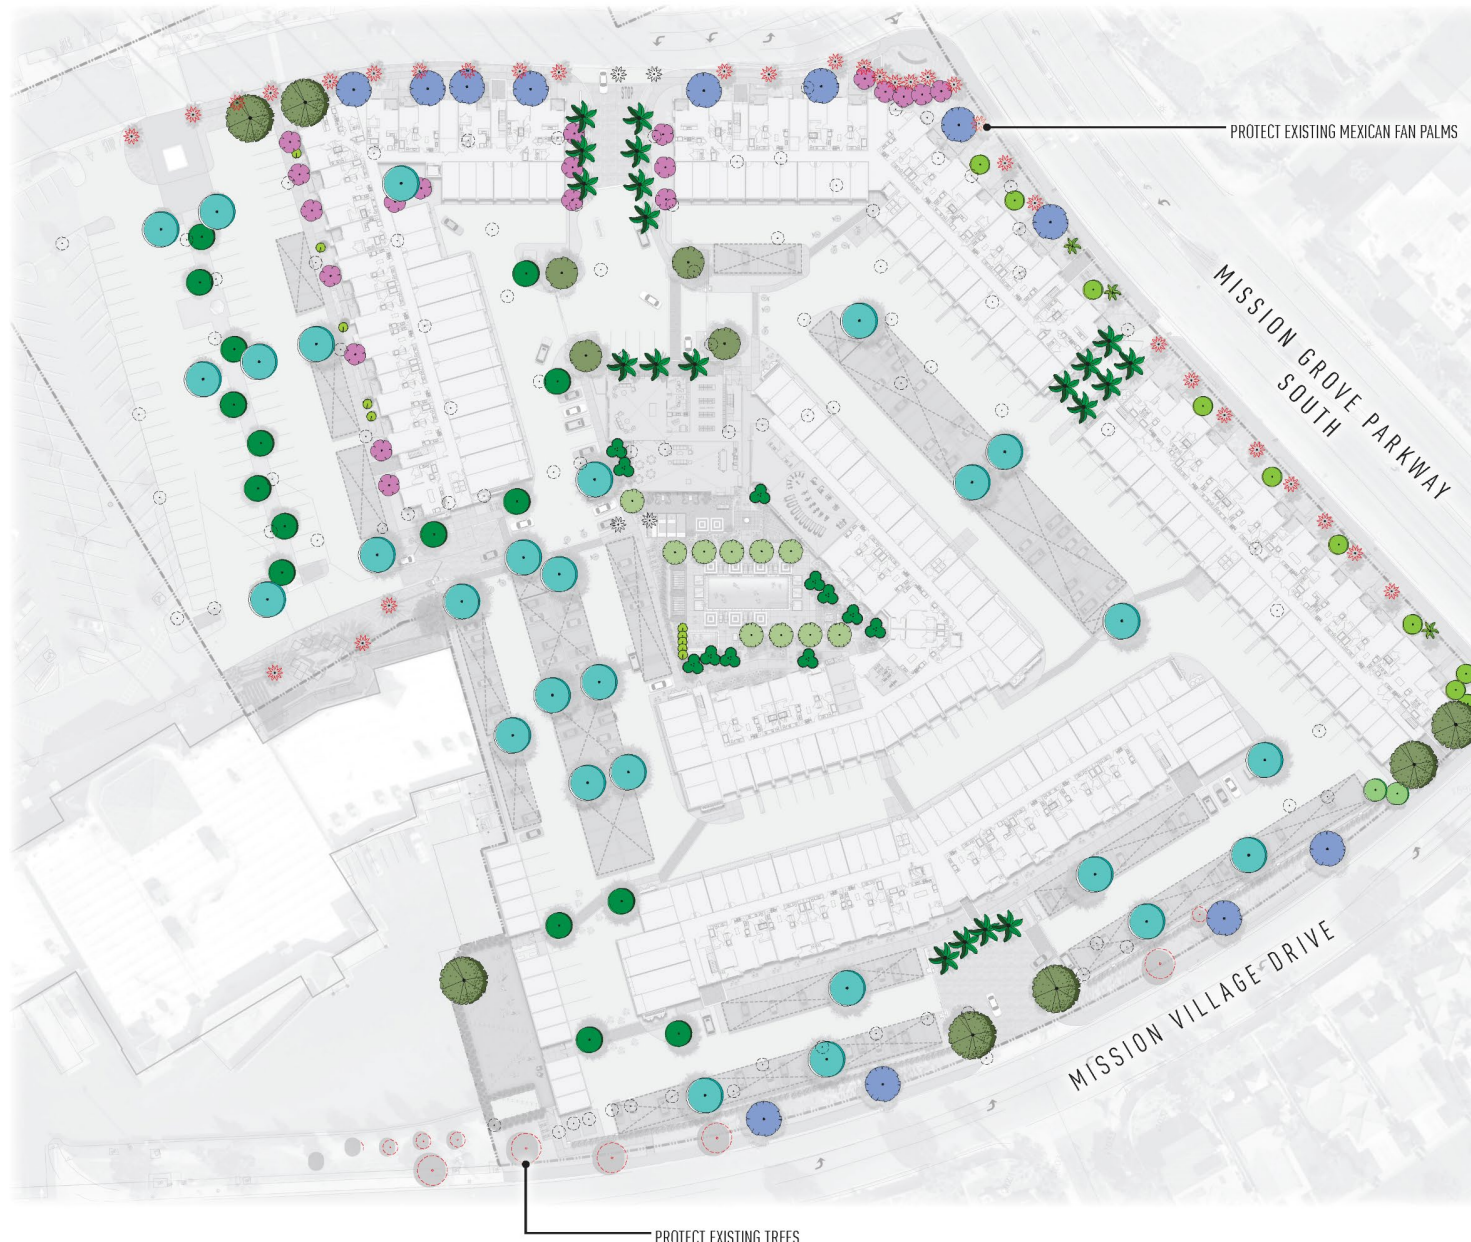 PROTECT EXISTING MEXICAN FAN PALMS
MISSION GROVE PARKWAY
SOUTH
MISSION VILLAGE DRIVE
PROTECT EXISTING TREES